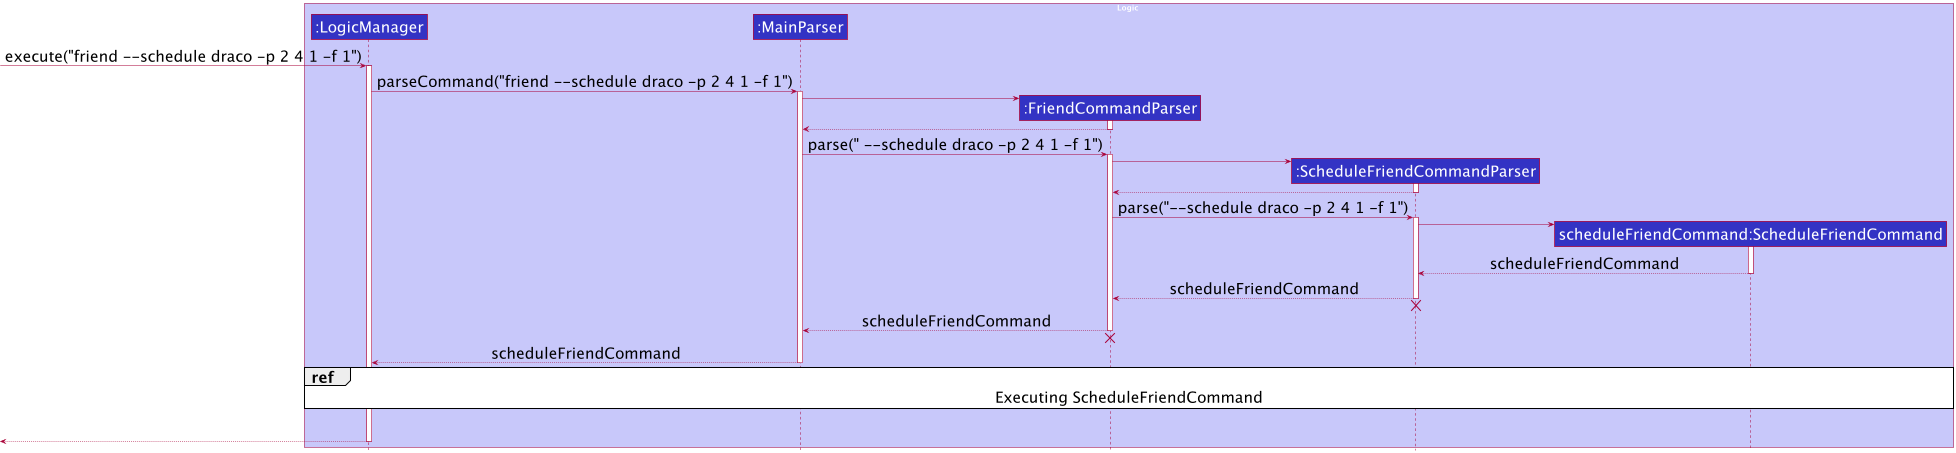 Logic
:LogicManager
:MainParser
execute("friend --schedule draco -p 2 4 1 -f 1")
parseCommand("friend --schedule draco -p 2 4 1 -f 1")
:FriendCommandParser
parse(" --schedule draco -p 2 4 1 -f 1")
:ScheduleFriendCommandParser
parse("--schedule draco -p 2 4 1 -f 1")
scheduleFriendCommand:ScheduleFriendCommand
scheduleFriendCommand
scheduleFriendCommand
scheduleFriendCommand
scheduleFriendCommand
ref
Executing ScheduleFriendCommand